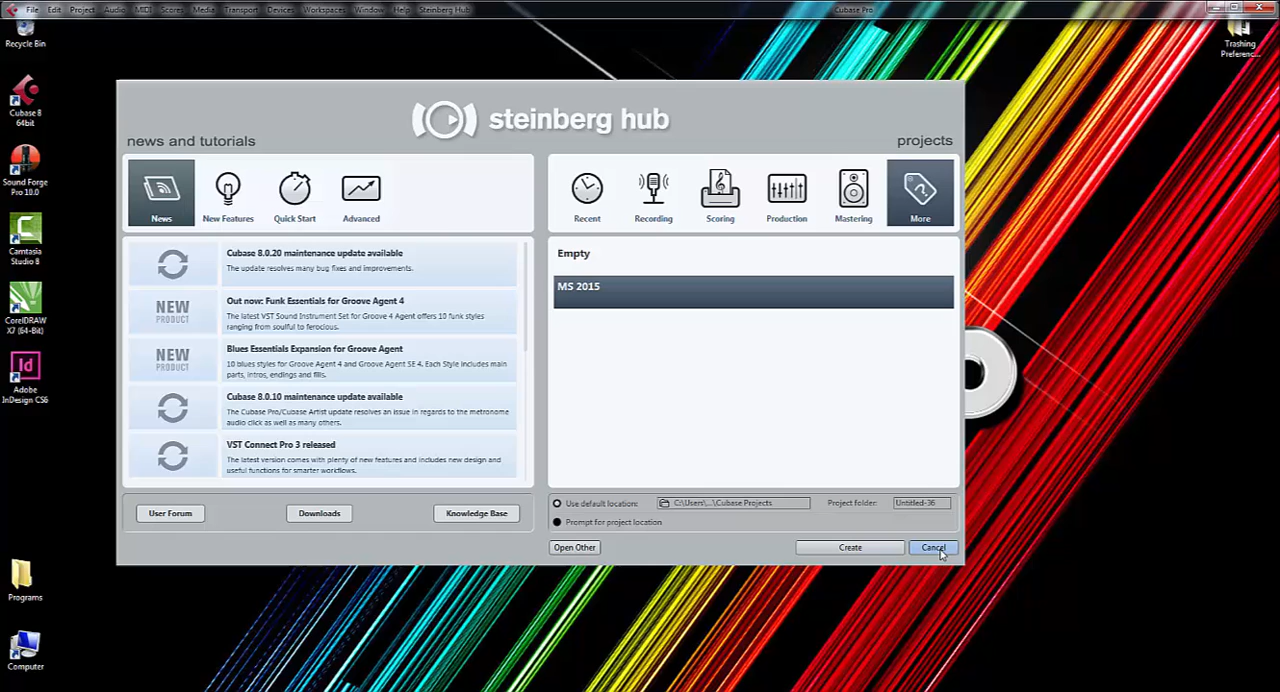 File Edit Project Audio MIDI Scores Media Transport Devices Workspaces Window Help Steinberg Hub
Cubase Pro
Recycle Bin
Trashing
Preferenc...
Cubase 8
64bit
Sound Forge
Pro 10.0
Camtasia
Studio 8
CorelDRAW
X7 (64-Bit)
Id
Adobe
InDesign CS6
Programs
Computer
steinberg hub
news and tutorials
projects
News
New Features
Quick Start
Advanced
Recent
Recording
Scoring
Production
Mastering
More
Cubase 8.0.20 maintenance update available
The update resolves many bug fixes and improvements.
NEW
PRODUCT
Out now: Funk Essentials for Groove Agent 4
The latest VST Sound Instrument Set for Groove 4 Agent offers 10 funk styles
ranging from soulful to ferocious.
NEW
PRODUCT
Blues Essentials Expansion for Groove Agent
10 blues styles for Groove Agent 4 and Groove Agent SE 4. Each Style includes main
parts, intros, endings and fills.
Cubase 8.0.10 maintenance update available
The Cubase Pro/Cubase Artist update resolves an issue in regards to the metronome
audio click as well as many others.
VST Connect Pro 3 released
The latest version comes with plenty of new features and includes new design and
useful functions for smarter workflows.
Empty
MS 2015
User Forum
Downloads
Knowledge Base
Use default location:
C:\Users\...\Cubase Projects
Project folder:
Untitled-36
Prompt for project location
Open Other
Create
Cancel